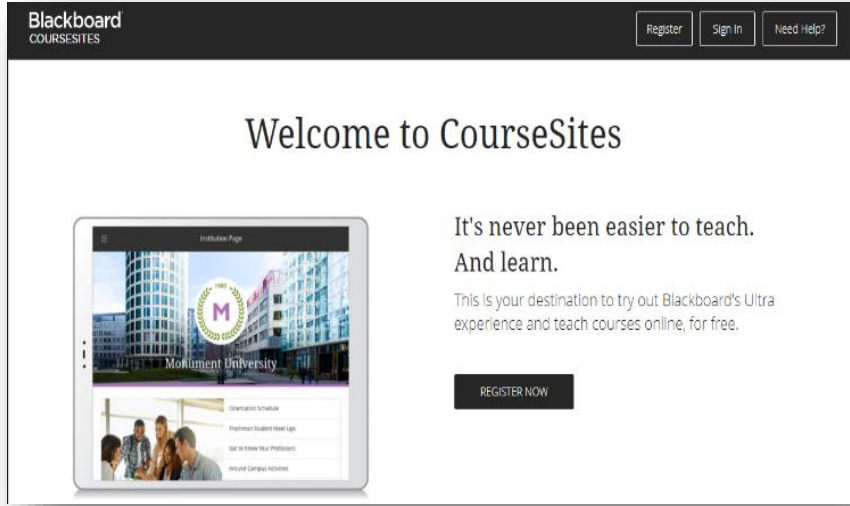 Blackboard
COURSESITES
Register
Sign In
Need Help?
Welcome to CourseSites
Institution Page
M
Monument University
Orientation Schedule
Freshman Student Meet Ups
Get to Know Your Professors
Around Campus Activities
It's never been easier to teach.
And learn.
This is your destination to try out Blackboard's Ultra
experience and teach courses online, for free.
REGISTER NOW